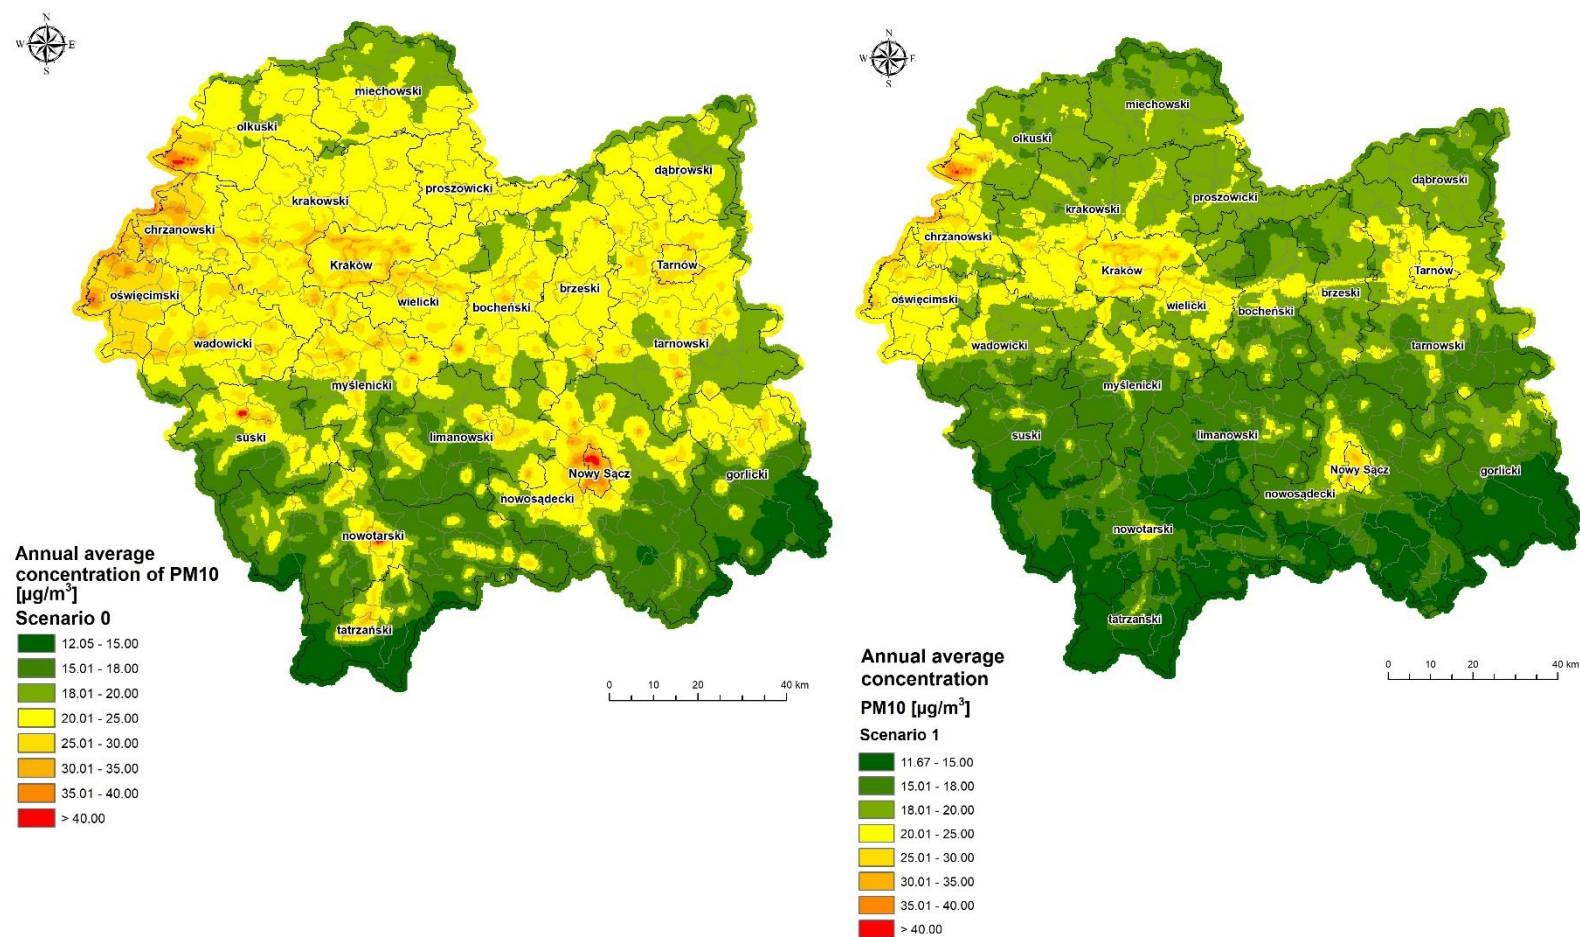 N
W E
S
miechowski
olkuski
dąbrowski
proszowicki
krakowski
chrzanowski
Kraków
Tarnów
oświęcimski
wielicki
brzeski
bocheński
wadowicki
tarnowski
myślenicki
suski
limanowski
Nowy Sącz
gorlicki
nowosądecki
nowotarski
tatrzański
Annual average
concentration of PM10
[µg/m³]
Scenario 0
12.05 - 15.00
15.01 - 18.00
18.01 - 20.00
20.01 - 25.00
25.01 - 30.00
30.01 - 35.00
35.01 - 40.00
> 40.00
0 10 20 40 km
N
W E
S
miechowski
olkuski
dąbrowski
proszowicki
krakowski
chrzanowski
Kraków
Tarnów
oświęcimski
wielicki
brzeski
bocheński
wadowicki
tarnowski
myślenicki
suski
limanowski
Nowy Sącz
gorlicki
nowosądecki
nowotarski
tatrzański
Annual average
concentration
PM10 [µg/m³]
Scenario 1
11.67 - 15.00
15.01 - 18.00
18.01 - 20.00
20.01 - 25.00
25.01 - 30.00
30.01 - 35.00
35.01 - 40.00
> 40.00
0 10 20 40 km